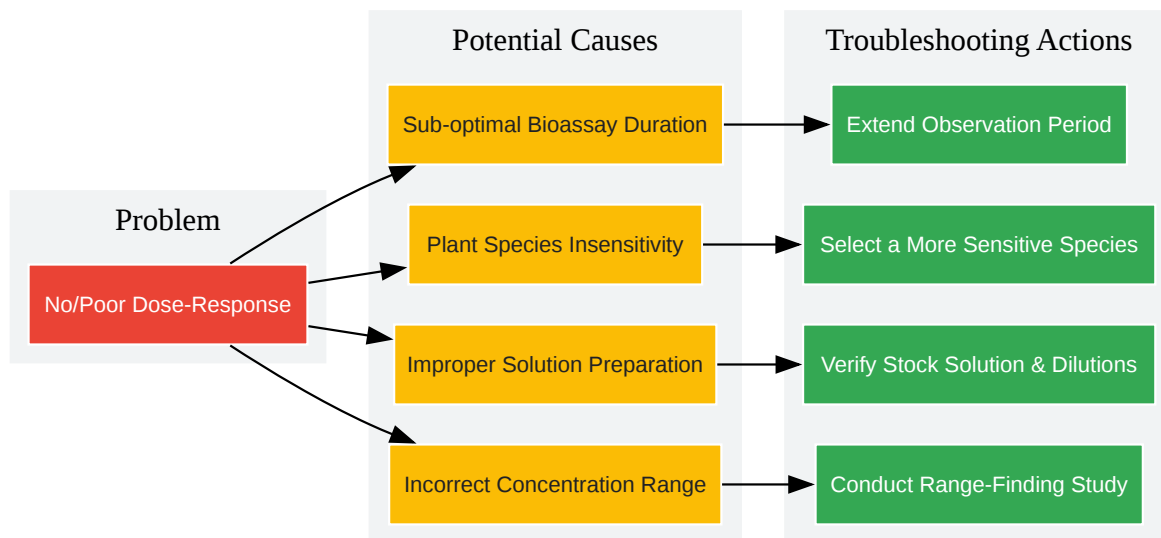 Problem
No/Poor Dose-Response
Potential Causes
Sub-optimal Bioassay Duration
Plant Species Insensitivity
Improper Solution Preparation
Incorrect Concentration Range
Troubleshooting Actions
Extend Observation Period
Select a More Sensitive Species
Verify Stock Solution & Dilutions
Conduct Range-Finding Study